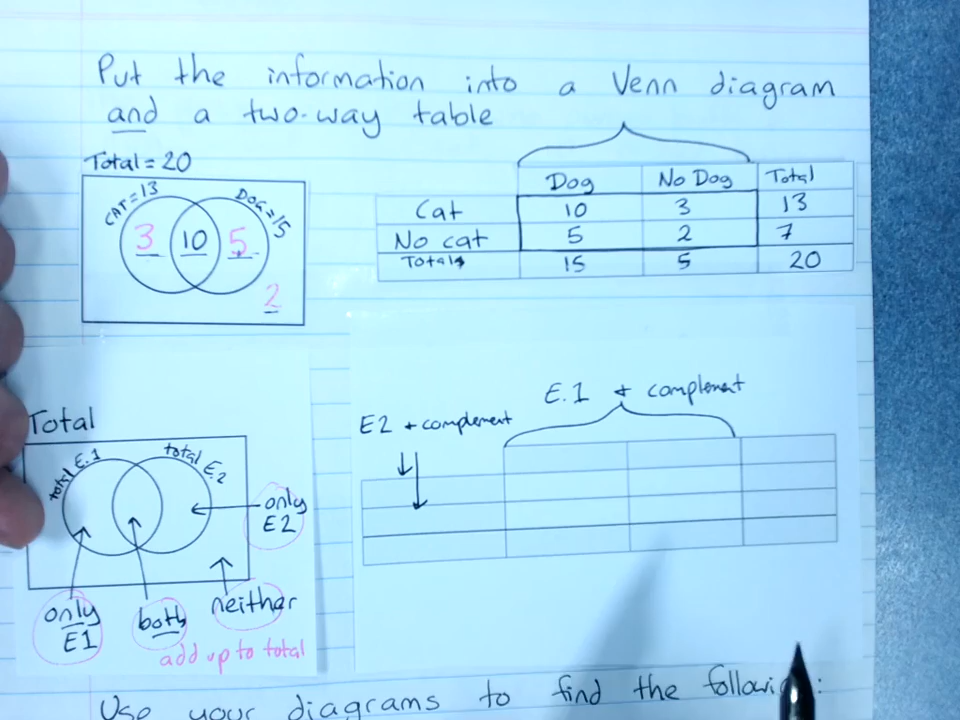 Put the information into a Venn diagram
and a two-way table
Total = 20
CAT=13
DOG=15
3 10 5
2
Dog No Dog Total
Cat 10 3 13
No cat 5 2 7
Totals 15 5 20
E.1 + complement
E2 + complement
Total
total E.1
total E.2
only
E2
only
E1
both
neither
add up to total
Use your diagrams to find the following: